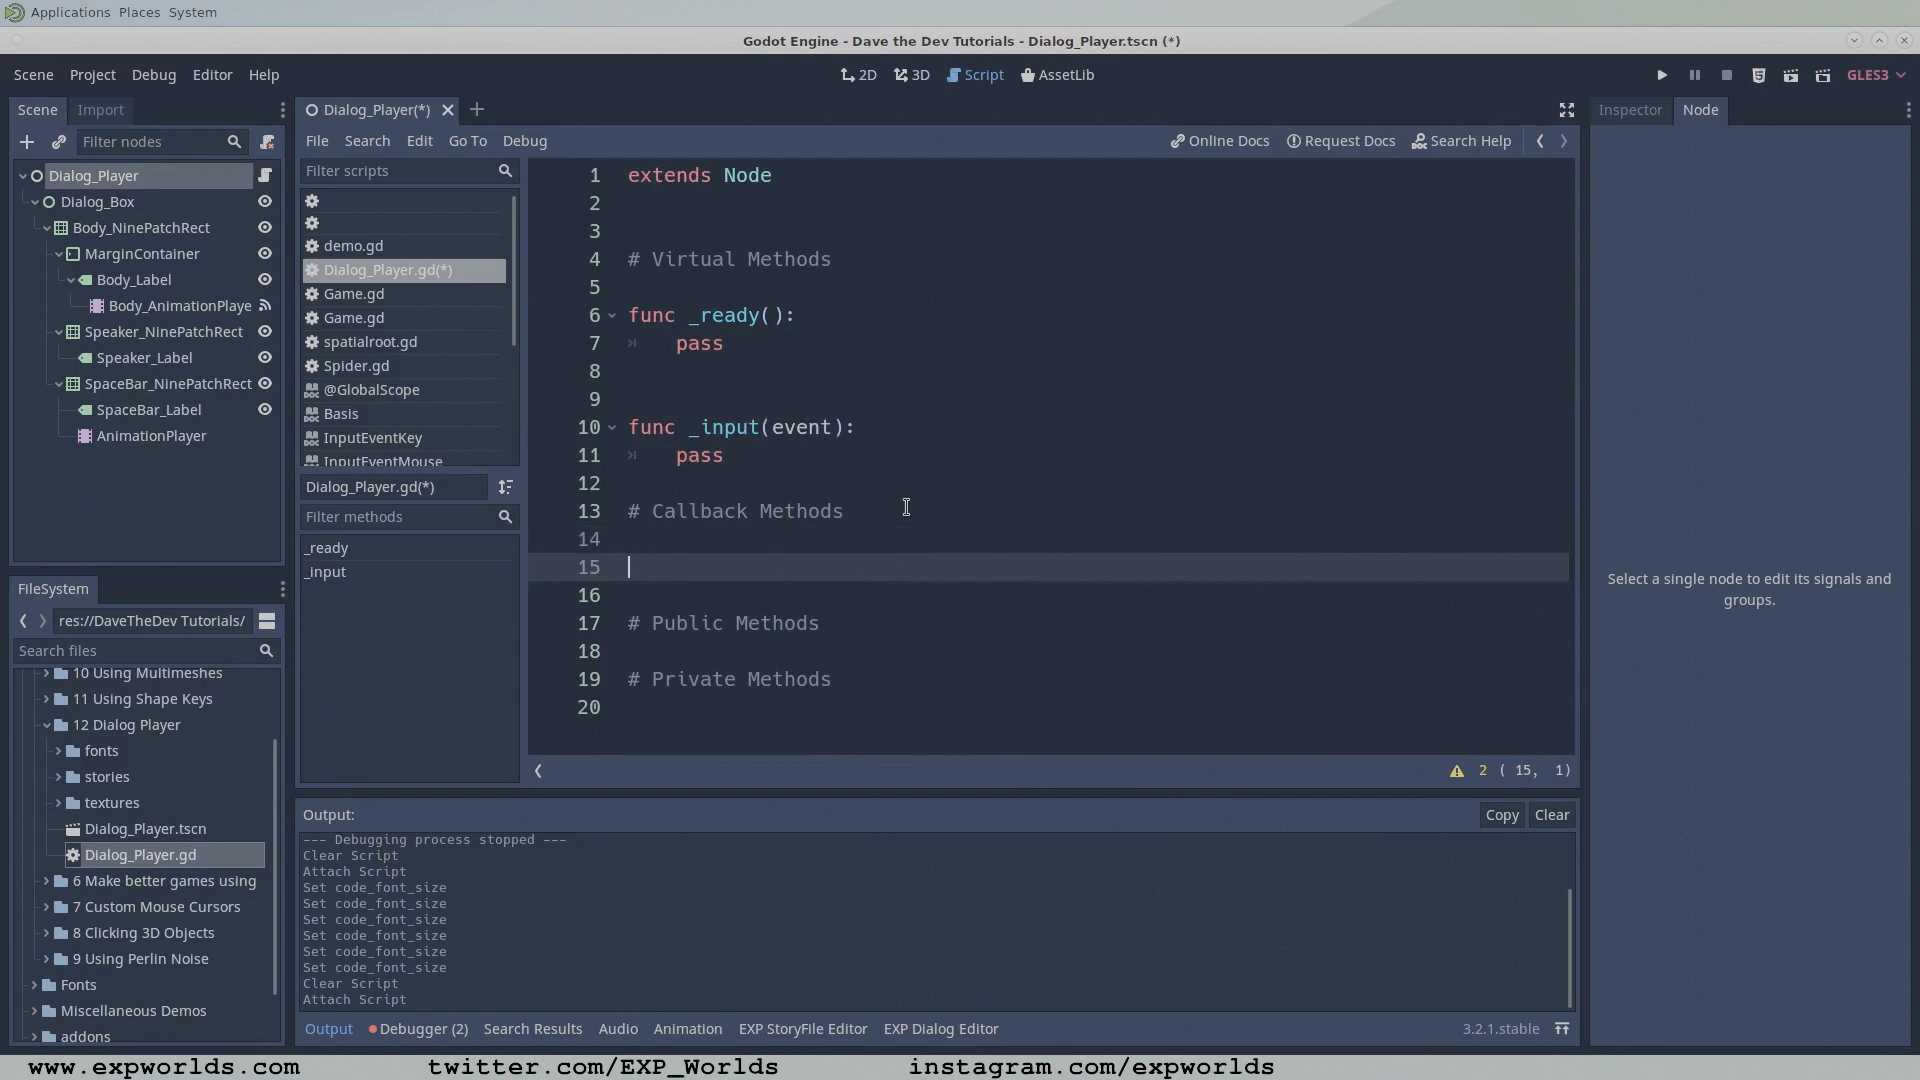 Applications Places System
Godot Engine - Dave the Dev Tutorials - Dialog_Player.tscn (*)
Scene Project Debug Editor Help
2D 3D Script AssetLib
GLES3
Scene Import
Filter nodes
Dialog_Player
Dialog_Box
Body_NinePatchRect
MarginContainer
Body_Label
Body_AnimationPlaye
Speaker_NinePatchRect
Speaker_Label
SpaceBar_NinePatchRect
SpaceBar_Label
AnimationPlayer
FileSystem
res://DaveTheDev Tutorials/
Search files
10 Using Multimeshes
11 Using Shape Keys
12 Dialog Player
fonts
stories
textures
Dialog_Player.tscn
Dialog_Player.gd
6 Make better games using
7 Custom Mouse Cursors
8 Clicking 3D Objects
9 Using Perlin Noise
Fonts
Miscellaneous Demos
addons
Dialog_Player(*)
File Search Edit Go To Debug
Online Docs Request Docs Search Help
Filter scripts
demo.gd
Dialog_Player.gd(*)
Game.gd
Game.gd
spatialroot.gd
Spider.gd
@GlobalScope
Basis
InputEventKey
InputEventMouse
Dialog_Player.gd(*)
Filter methods
_ready
_input
1 extends Node
2
3
4 # Virtual Methods
5
6 func _ready():
7 pass
8
9
10 func _input(event):
11 pass
12
13 # Callback Methods
14
15
16
17 # Public Methods
18
19 # Private Methods
20
2 ( 15, 1)
Output:
Copy Clear
--- Debugging process stopped ---
Clear Script
Attach Script
Set code_font_size
Set code_font_size
Set code_font_size
Set code_font_size
Set code_font_size
Set code_font_size
Clear Script
Attach Script
Output Debugger (2) Search Results Audio Animation EXP StoryFile Editor EXP Dialog Editor
3.2.1.stable
Inspector Node
Select a single node to edit its signals and
groups.
www.expworlds.com twitter.com/EXP_Worlds instagram.com/expworlds